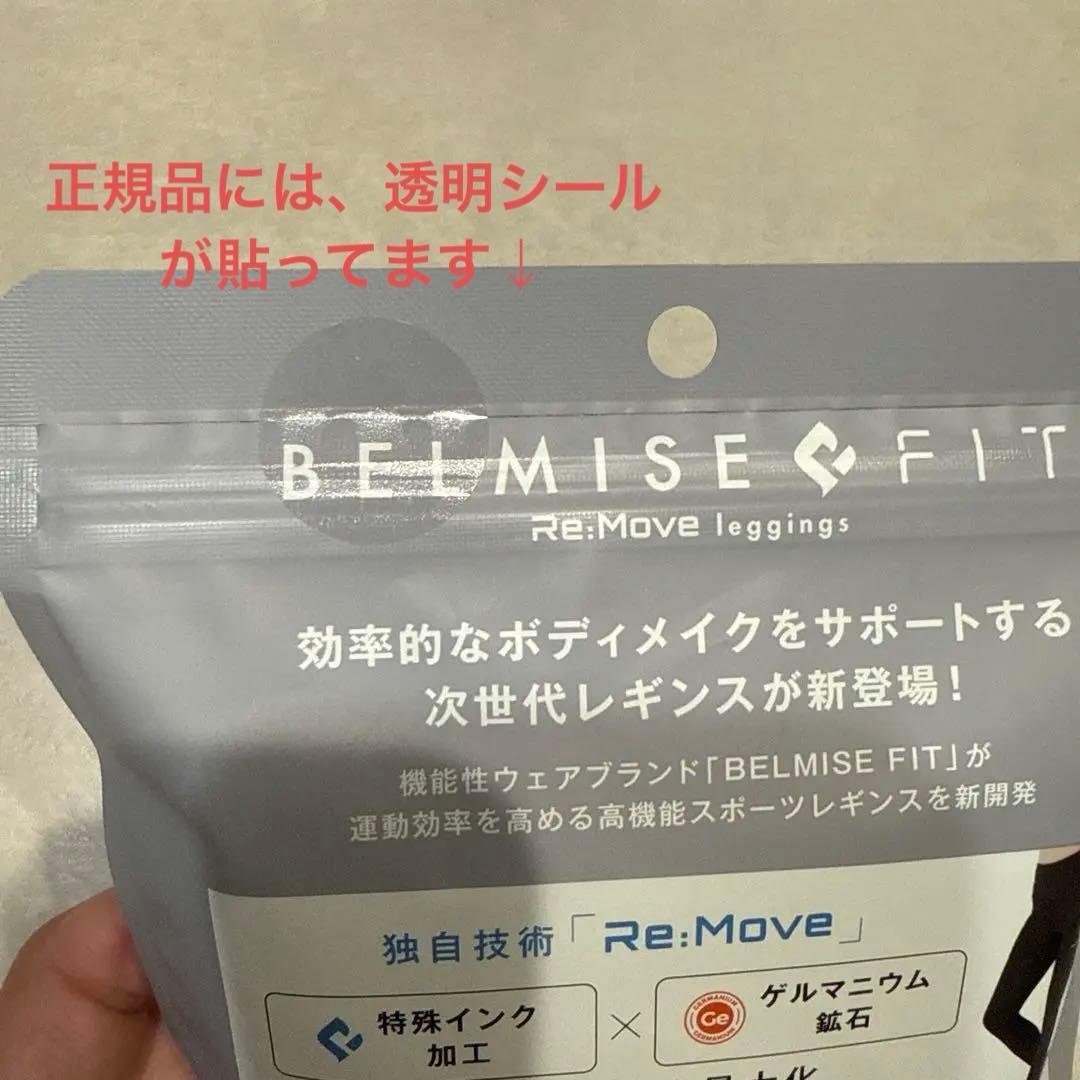 正規品には、透明シール
が貼ってます↓
BELMISE FIT
Re:Move leggings
効率的なボディメイクをサポートする
次世代レギンスが新登場！
機能性ウェアブランド「BELMISE FIT」が
運動効率を高める高機能スポーツレギンスを新開発
独自技術「Re:Move」
特殊インク
加工
×
GARMANIUM
Ge
GERMANIUM
ゲルマニウム
鉱石